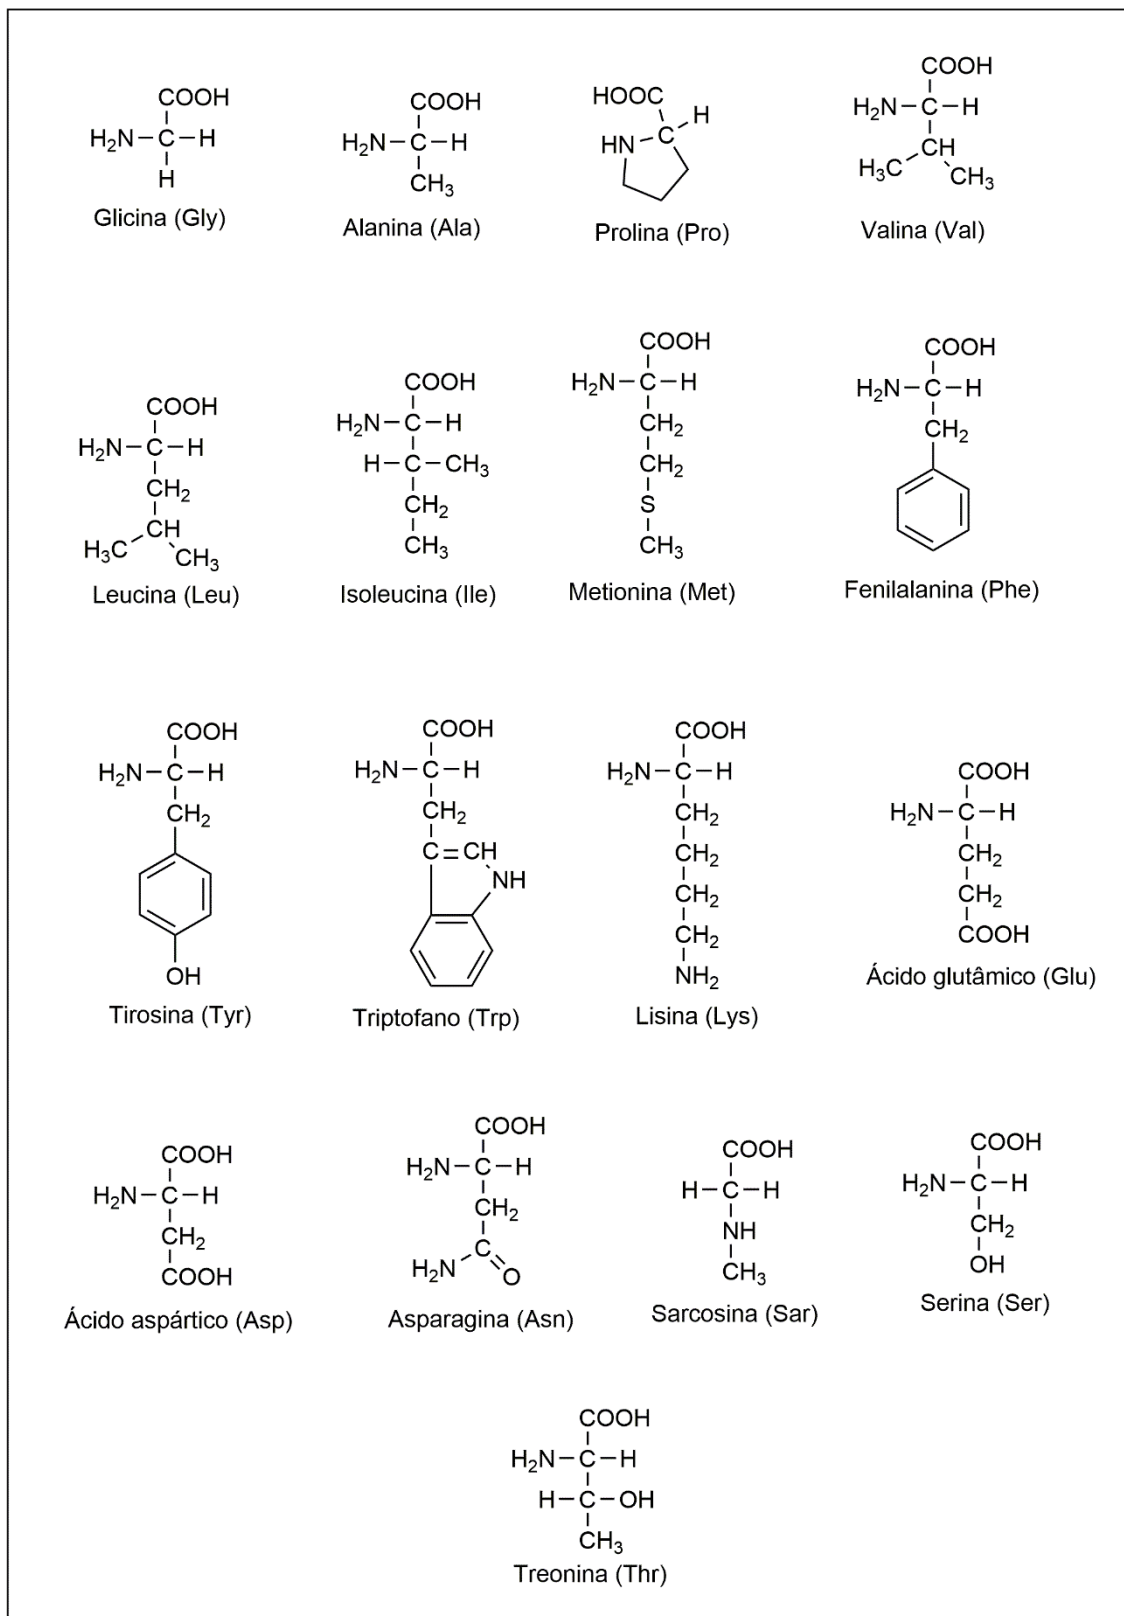 COOH
H₂N–C–H
H
Glicina (Gly)
COOH
H₂N–C–H
CH₃
Alanina (Ala)
HOOC
C H
HN
Prolina (Pro)
COOH
H₂N–C–H
CH
H₃C CH₃
Valina (Val)
COOH
H₂N–C–H
CH₂
CH
H₃C CH₃
Leucina (Leu)
COOH
H₂N–C–H
H–C–CH₃
CH₂
CH₃
Isoleucina (Ile)
COOH
H₂N–C–H
CH₂
CH₂
S
CH₃
Metionina (Met)
COOH
H₂N–C–H
CH₂
Fenilalanina (Phe)
COOH
H₂N–C–H
CH₂
OH
Tirosina (Tyr)
COOH
H₂N–C–H
CH₂
C=CH
NH
Triptofano (Trp)
COOH
H₂N–C–H
CH₂
CH₂
CH₂
CH₂
NH₂
Lisina (Lys)
COOH
H₂N–C–H
CH₂
CH₂
COOH
Ácido glutâmico (Glu)
COOH
H₂N–C–H
CH₂
COOH
Ácido aspártico (Asp)
COOH
H₂N–C–H
CH₂
C
H₂N O
Asparagina (Asn)
COOH
H–C–H
NH
CH₃
Sarcosina (Sar)
COOH
H₂N–C–H
CH₂
OH
Serina (Ser)
COOH
H₂N–C–H
H–C–OH
CH₃
Treonina (Thr)